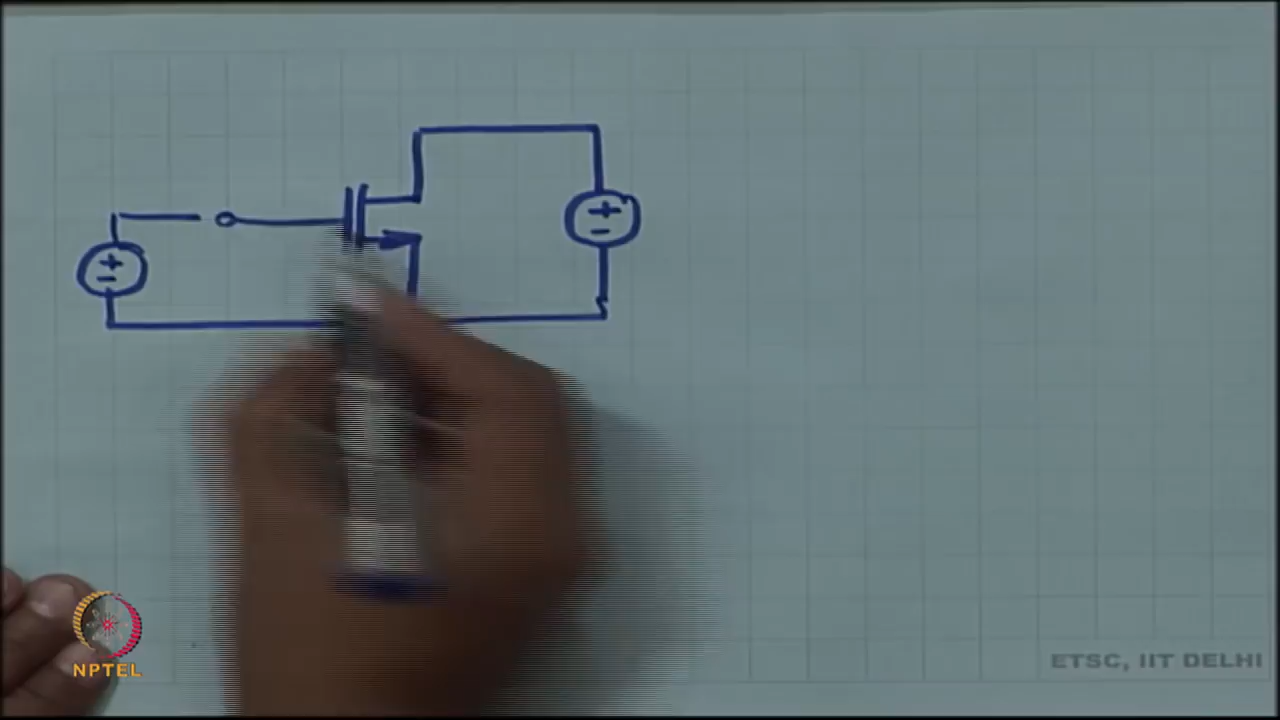 +
-
+
-
NPTEL
ETSC, IIT DELHI